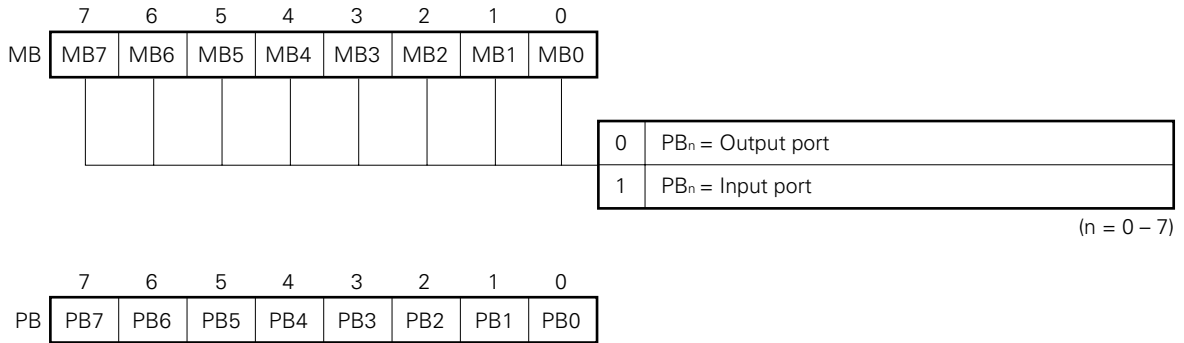 7 6 5 4 3 2 1 0
MB MB7 MB6 MB5 MB4 MB3 MB2 MB1 MB0
0 PBn = Output port
1 PBn = Input port
(n = 0 – 7)
7 6 5 4 3 2 1 0
PB PB7 PB6 PB5 PB4 PB3 PB2 PB1 PB0